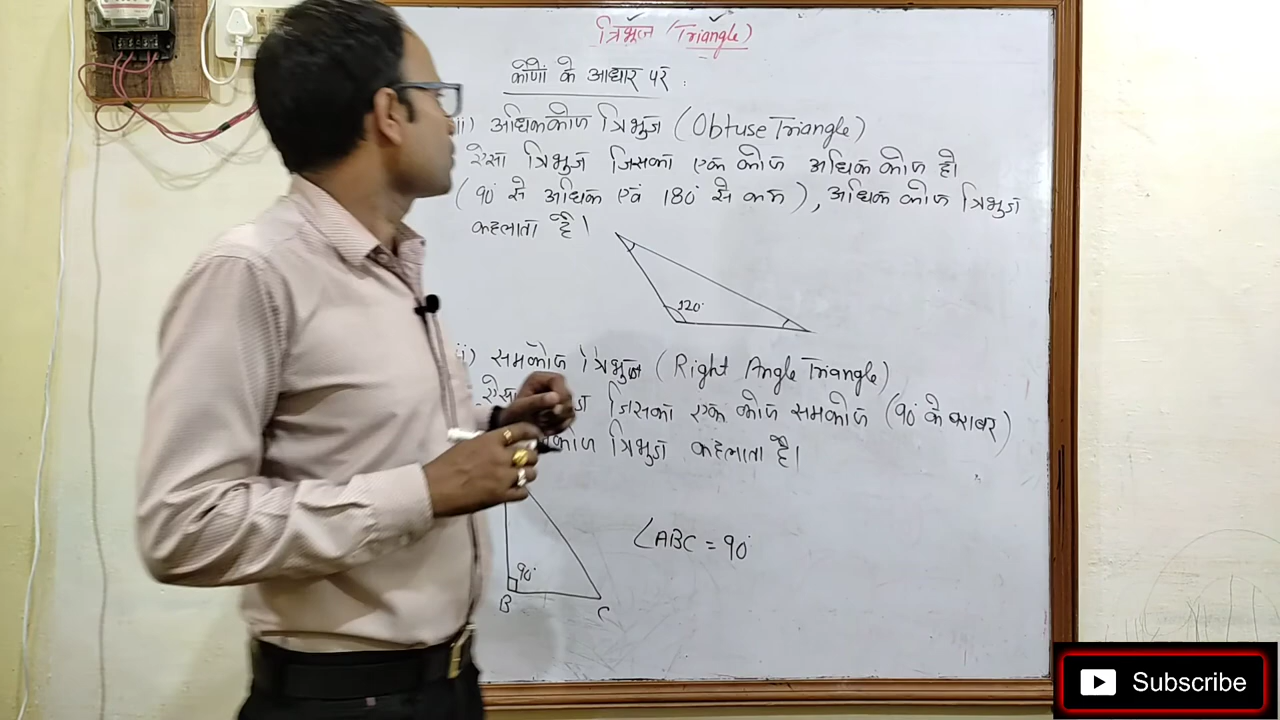 त्रिभुज (Triangle)
कोणों के आधार पर
ii) अधिककोण त्रिभुज (Obtuse Triangle)
ऐसा त्रिभुज जिसका एक कोण अधिक कोण हो
(90° से अधिक एवं 180° से कम), अधिक कोण त्रिभुज
कहलाता है।
120°
समकोण त्रिभुज (Right Angle Triangle)
जिसका एक कोण समकोण (90° के बराबर)
त्रिभुज कहलाता है।
∠ABC = 90°
90°
B C
Subscribe